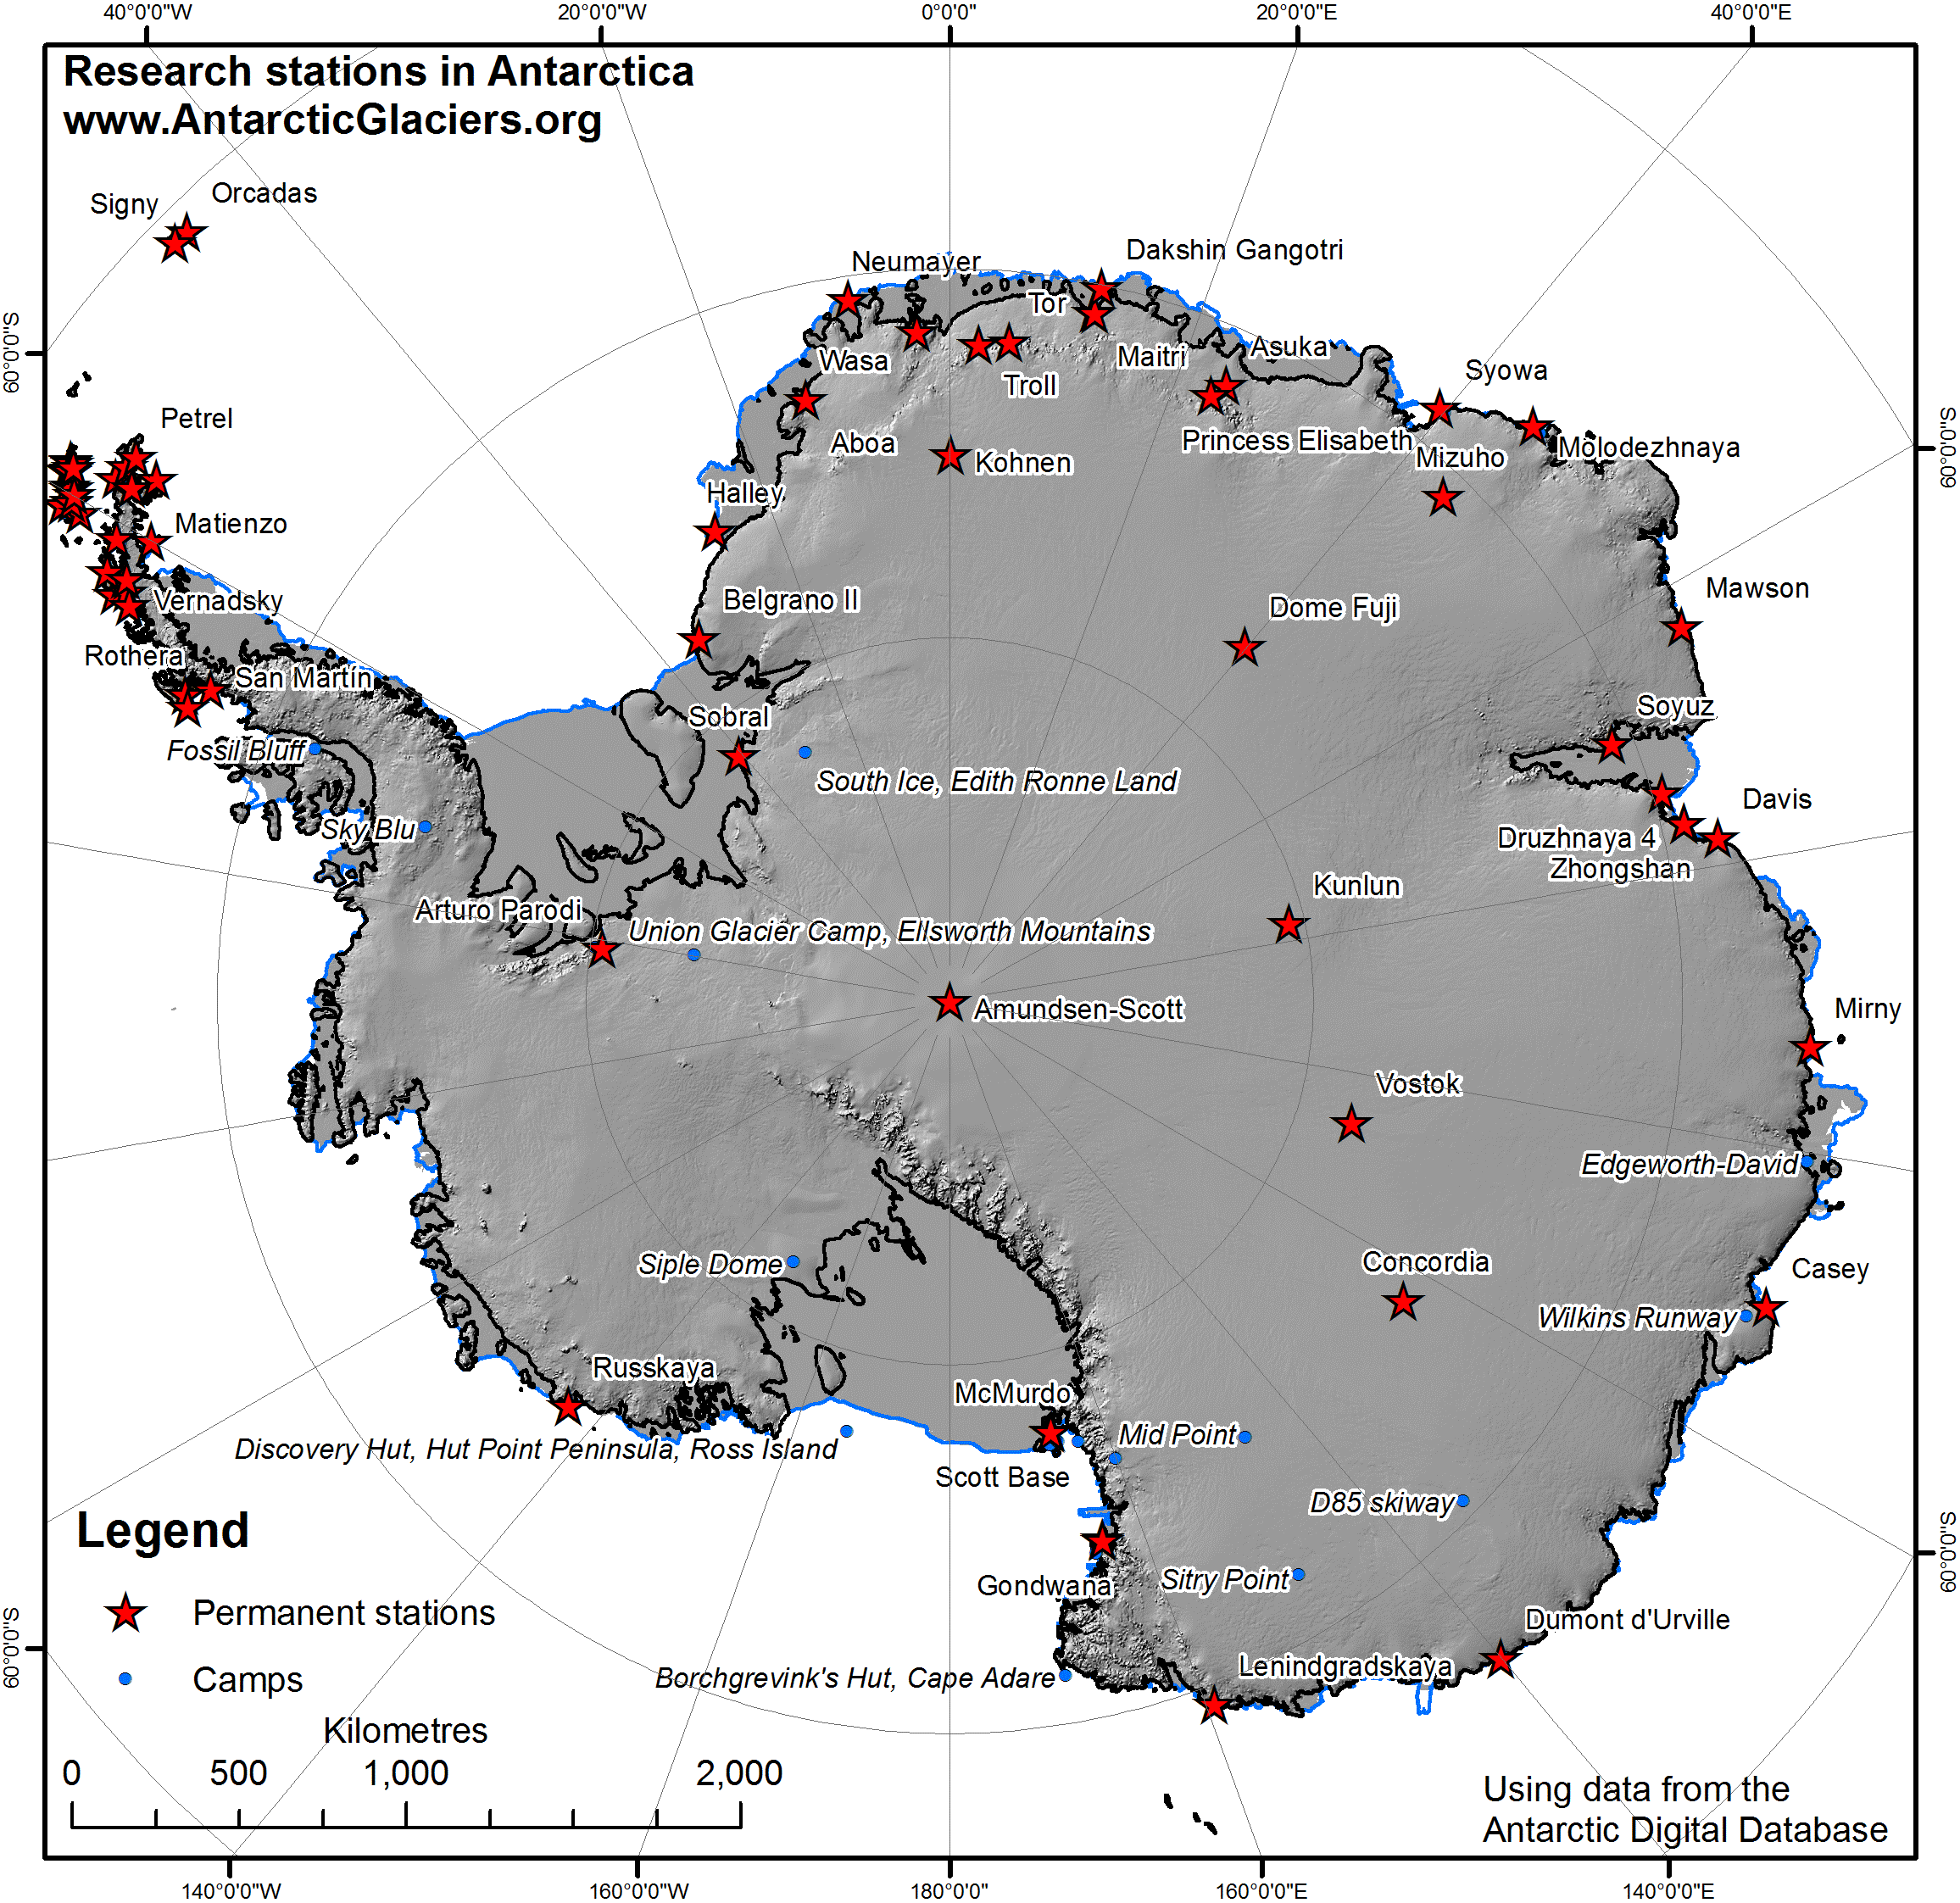 40°0'0"W
20°0'0"W
0°0'0"
20°0'0"E
40°0'0"E
Research stations in Antarctica
www.AntarcticGlaciers.org
Signy
Orcadas
60°0'0"S
60°0'0"S
Neumayer
Dakshin Gangotri
Tor
Wasa
Troll
Maitri
Asuka
Syowa
Petrel
Aboa
Kohnen
Princess Elisabeth
Mizuho
Molodezhnaya
Halley
Matienzo
Vernadsky
Belgrano II
Dome Fuji
Mawson
Rothera
San Martín
Sobral
Soyuz
Fossil Bluff
South Ice, Edith Ronne Land
Sky Blu
Davis
Druzhnaya 4
Zhongshan
Kunlun
Arturo Parodi
Union Glacier Camp, Ellsworth Mountains
Amundsen-Scott
Mirny
Vostok
Edgeworth-David
Siple Dome
Concordia
Casey
Wilkins Runway
Russkaya
McMurdo
Discovery Hut, Hut Point Peninsula, Ross Island
Mid Point
Scott Base
D85 skiway
Legend
Gondwana
Sitry Point
Permanent stations
Dumont d'Urville
60°0'0"S
60°0'0"S
Camps
Borchgrevink's Hut, Cape Adare
Lenindgradskaya
Kilometres
0 500 1,000 2,000
Using data from the
Antarctic Digital Database
140°0'0"W
160°0'0"W
180°0'0"
160°0'0"E
140°0'0"E